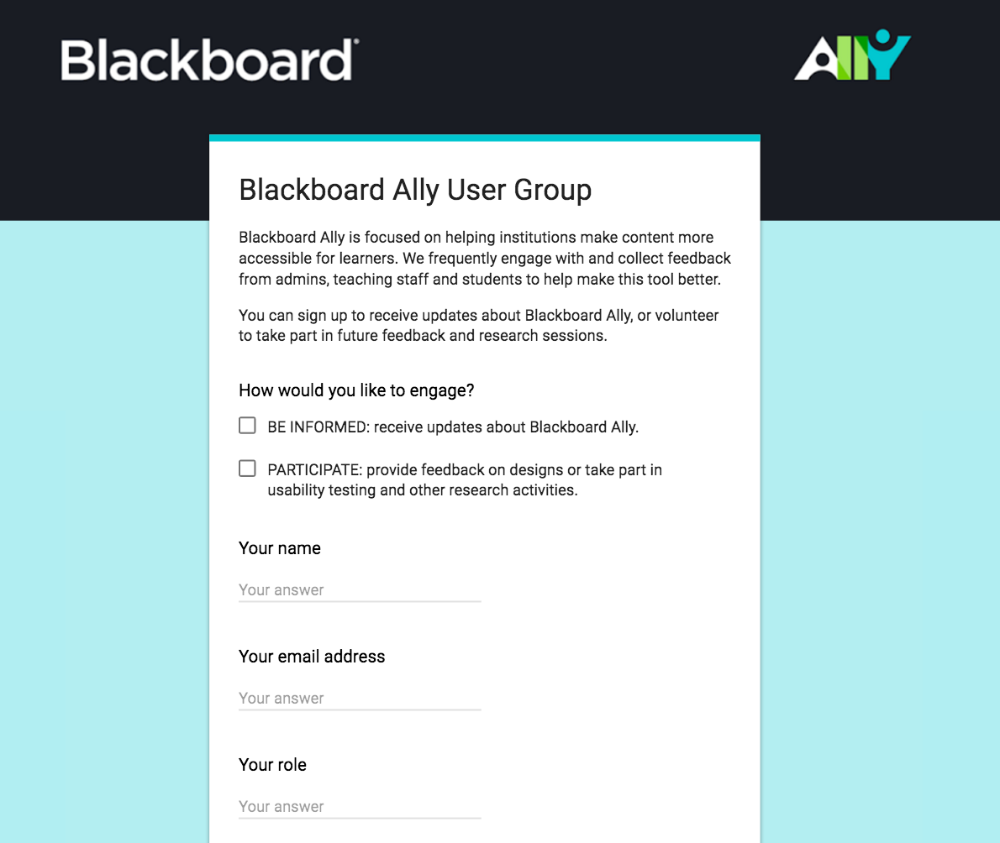 Blackboard®
Ally
Blackboard Ally User Group
Blackboard Ally is focused on helping institutions make content more
accessible for learners. We frequently engage with and collect feedback
from admins, teaching staff and students to help make this tool better.
You can sign up to receive updates about Blackboard Ally, or volunteer
to take part in future feedback and research sessions.
How would you like to engage?
BE INFORMED: receive updates about Blackboard Ally.
PARTICIPATE: provide feedback on designs or take part in
usability testing and other research activities.
Your name
Your answer
Your email address
Your answer
Your role
Your answer